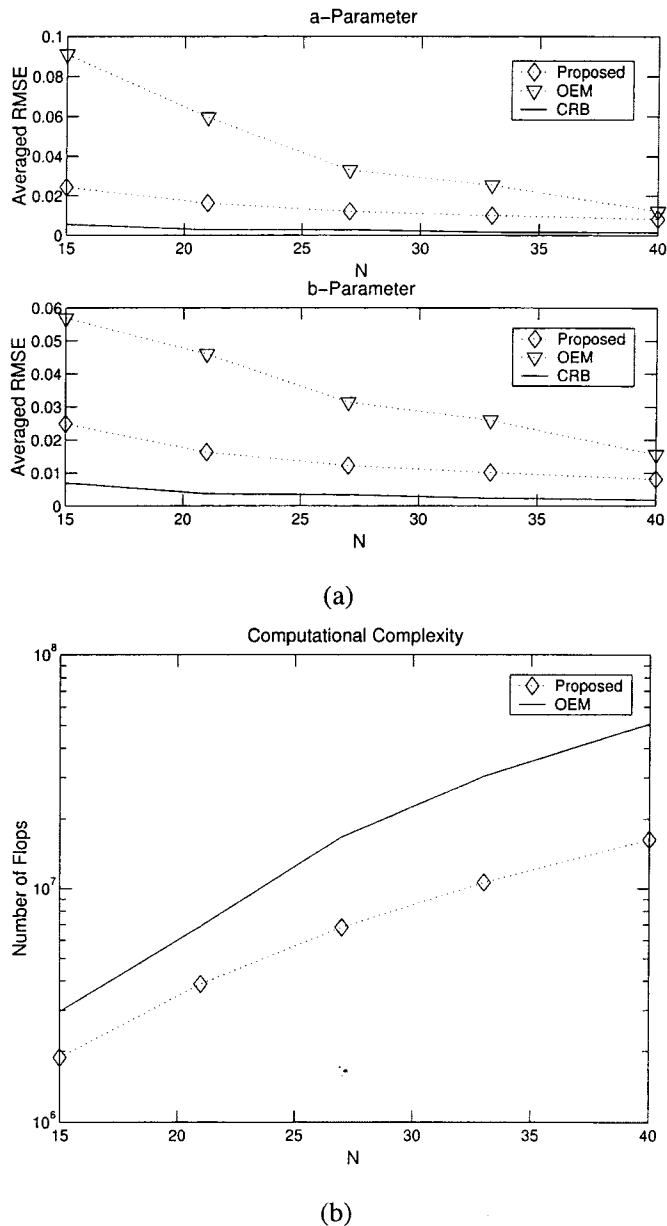 a-Parameter
0.1
0.08
0.06
0.04
0.02
0
Averaged RMSE
Proposed
OEM
CRB
15 20 25 30 35 40
N
b-Parameter
0.06
0.05
0.04
0.03
0.02
0.01
0
Averaged RMSE
Proposed
OEM
CRB
15 20 25 30 35 40
N
(a)
Computational Complexity
10^8
10^7
10^6
Number of Flops
Proposed
OEM
15 20 25 30 35 40
N
(b)